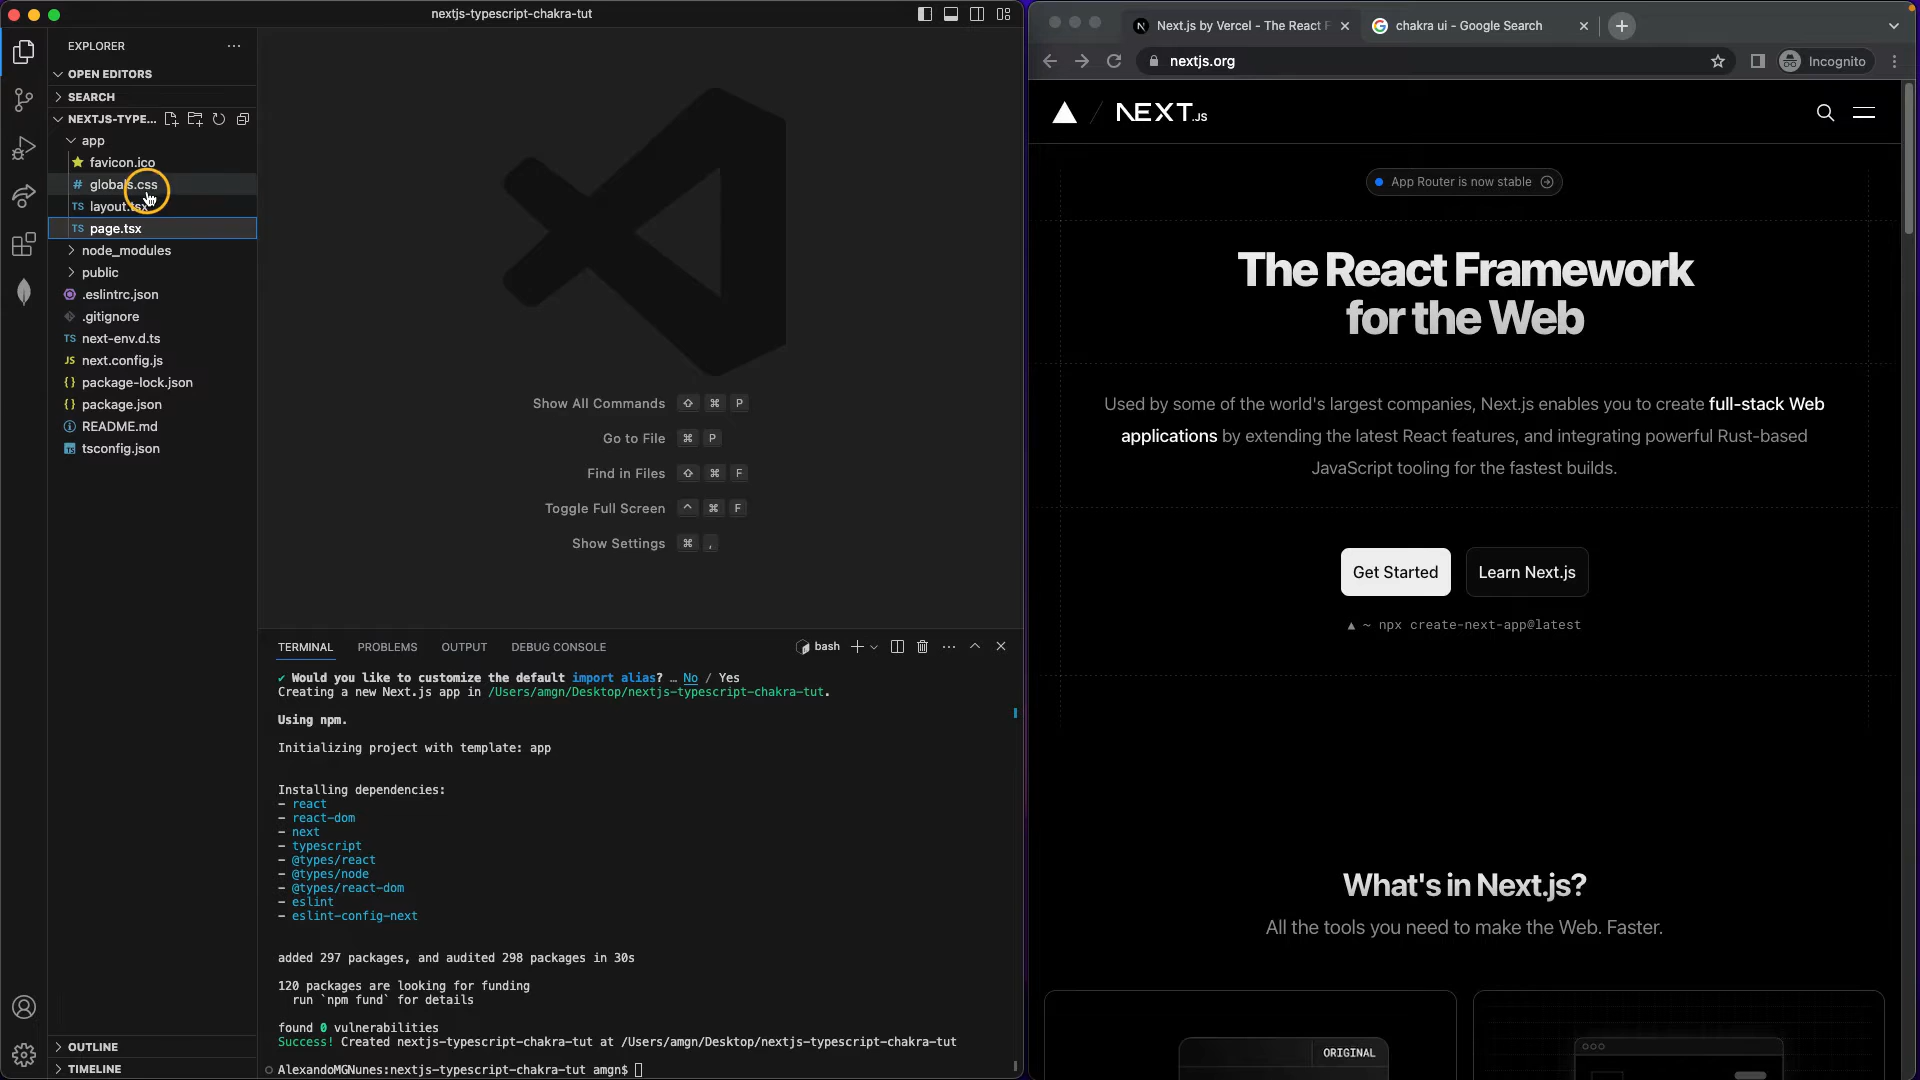 nextjs-typescript-chakra-tut
EXPLORER
OPEN EDITORS
SEARCH
NEXTJS-TYPE...
app
favicon.ico
globals.css
layout.tsx
page.tsx
node_modules
public
.eslintrc.json
.gitignore
next-env.d.ts
next.config.js
package-lock.json
package.json
README.md
tsconfig.json
OUTLINE
TIMELINE
Show All Commands ⇧ ⌘ P
Go to File ⌘ P
Find in Files ⇧ ⌘ F
Toggle Full Screen ^ ⌘ F
Show Settings ⌘ ,
TERMINAL PROBLEMS OUTPUT DEBUG CONSOLE bash
✔ Would you like to customize the default import alias? … No / Yes
Creating a new Next.js app in /Users/amgn/Desktop/nextjs-typescript-chakra-tut.
Using npm.
Initializing project with template: app
Installing dependencies:
- react
- react-dom
- next
- typescript
- @types/react
- @types/node
- @types/react-dom
- eslint
- eslint-config-next
added 297 packages, and audited 298 packages in 30s
120 packages are looking for funding
run `npm fund` for details
found 0 vulnerabilities
Success! Created nextjs-typescript-chakra-tut at /Users/amgn/Desktop/nextjs-typescript-chakra-tut
AlexandoMGNunes:nextjs-typescript-chakra-tut amgn$
Next.js by Vercel - The React F
chakra ui - Google Search
nextjs.org
Incognito
NEXT.JS
App Router is now stable
The React Framework
for the Web
Used by some of the world's largest companies, Next.js enables you to create full-stack Web
applications by extending the latest React features, and integrating powerful Rust-based
JavaScript tooling for the fastest builds.
Get Started
Learn Next.js
▲ ~ npx create-next-app@latest
What's in Next.js?
All the tools you need to make the Web. Faster.
ORIGINAL